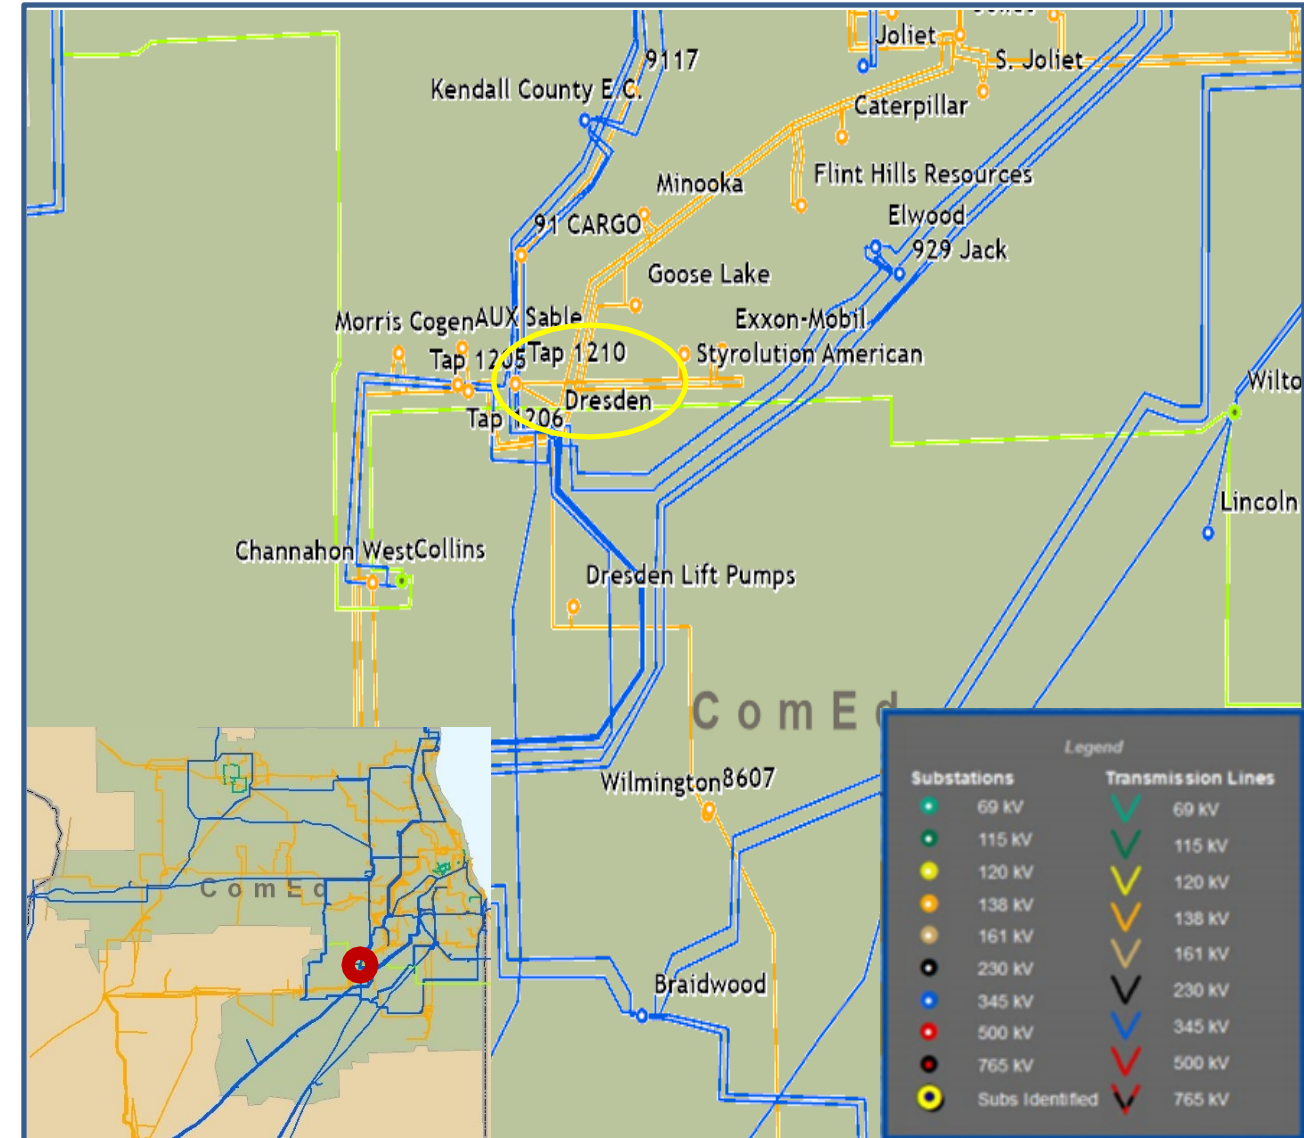 Joliet
S. Joliet
9117
Kendall County E.C.
Caterpillar
Flint Hills Resources
Minooka
Elwood
91 CARGO
929 Jack
Goose Lake
Morris Cogen
AUX Sable
Exxon-Mobil
Tap 1205
Tap 1210
Styrolution American
Dresden
Wilto
Tap 1206
Lincoln
Channahon West
Collins
Dresden Lift Pumps
ComEd
Wilmington
8607
Braidwood
ComEd
Legend
Substations Transmission Lines
69 kV 69 kV
115 kV 115 kV
120 kV 120 kV
138 kV 138 kV
161 kV 161 kV
230 kV 230 kV
345 kV 345 kV
500 kV 500 kV
765 kV 765 kV
Subs Identified